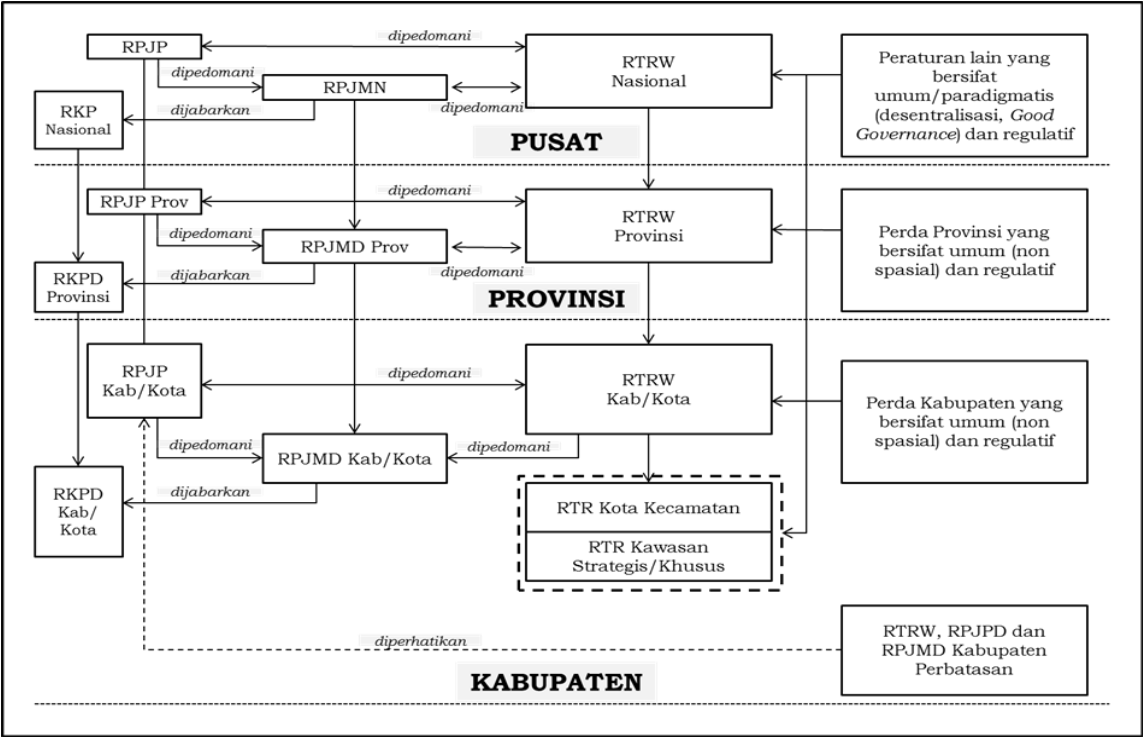 RPJP
dipedomani
RTRW
Nasional
Peraturan lain yang
bersifat
umum/paradigmatis
(desentralisasi, Good
Governance) dan regulatif
dipedomani
RPJMN
dipedomani
RKP
Nasional
dijabarkan
PUSAT
RPJP Prov
dipedomani
RTRW
Provinsi
Perda Provinsi yang
bersifat umum (non
spasial) dan regulatif
dipedomani
RPJMD Prov
dipedomani
RKPD
Provinsi
dijabarkan
PROVINSI
RPJP
Kab/Kota
dipedomani
RTRW
Kab/Kota
Perda Kabupaten yang
bersifat umum (non
spasial) dan regulatif
dipedomani
RPJMD Kab/Kota
dipedomani
RKPD
Kab/
Kota
dijabarkan
RTR Kota Kecamatan
RTR Kawasan
Strategis/Khusus
diperhatikan
RTRW, RPJPD dan
RPJMD Kabupaten
Perbatasan
KABUPATEN